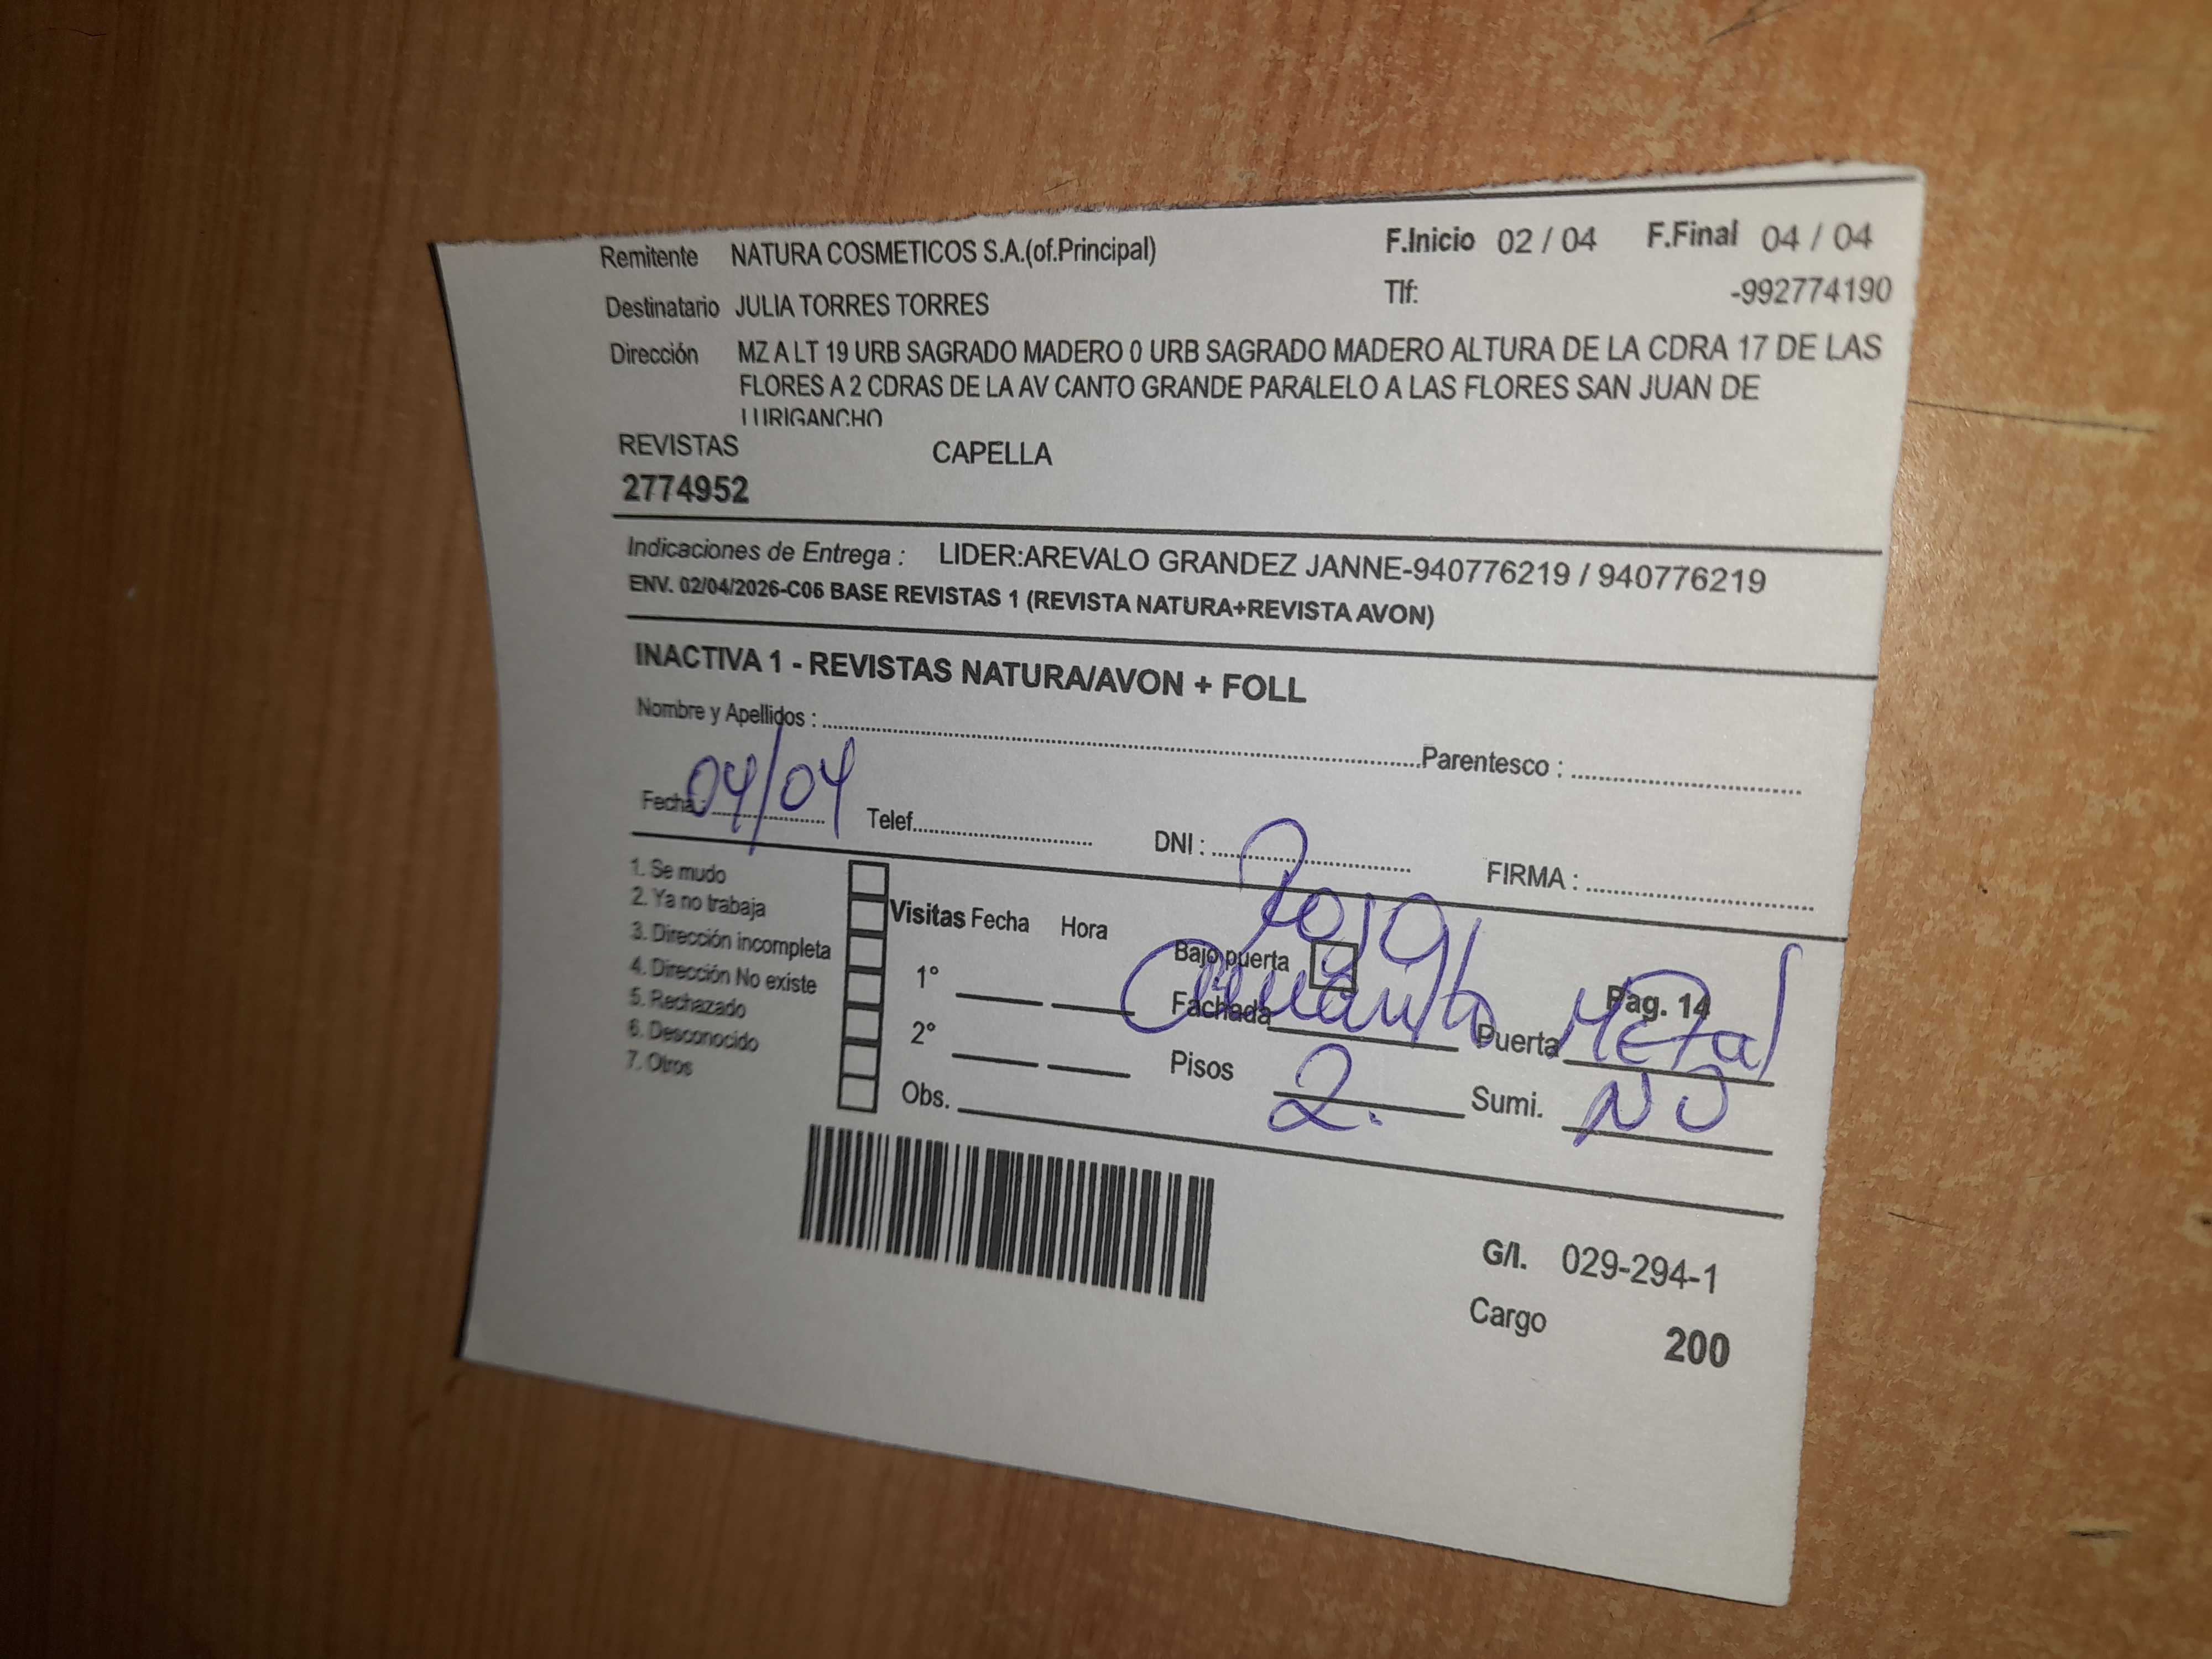 Remitente NATURA COSMETICOS S.A.(of.Principal) F.Inicio 02 / 04 F.Final 04 / 04
Destinatario JULIA TORRES TORRES Tlf: -992774190
Dirección MZ A LT 19 URB SAGRADO MADERO 0 URB SAGRADO MADERO ALTURA DE LA CDRA 17 DE LAS
FLORES A 2 CDRAS DE LA AV CANTO GRANDE PARALELO A LAS FLORES SAN JUAN DE
LURIGANCHO
REVISTAS CAPELLA
2774952
Indicaciones de Entrega : LIDER:AREVALO GRANDEZ JANNE-940776219 / 940776219
ENV. 02/04/2026-C06 BASE REVISTAS 1 (REVISTA NATURA+REVISTA AVON)
INACTIVA 1 - REVISTAS NATURA/AVON + FOLL
Nombre y Apellidos : Parentesco :
Fecha: 04/04 Telef. DNI : FIRMA :
1. Se mudo
2. Ya no trabaja
3. Dirección incompleta
4. Dirección No existe
5. Rechazado
6. Desconocido
7. Otros
Visitas Fecha Hora
1°
2°
Obs.
Rojo
Bajo puerta Pag. 14
Fachada Puerta Metal
Pisos 2. Sumi. NO
G/I. 029-294-1
Cargo 200